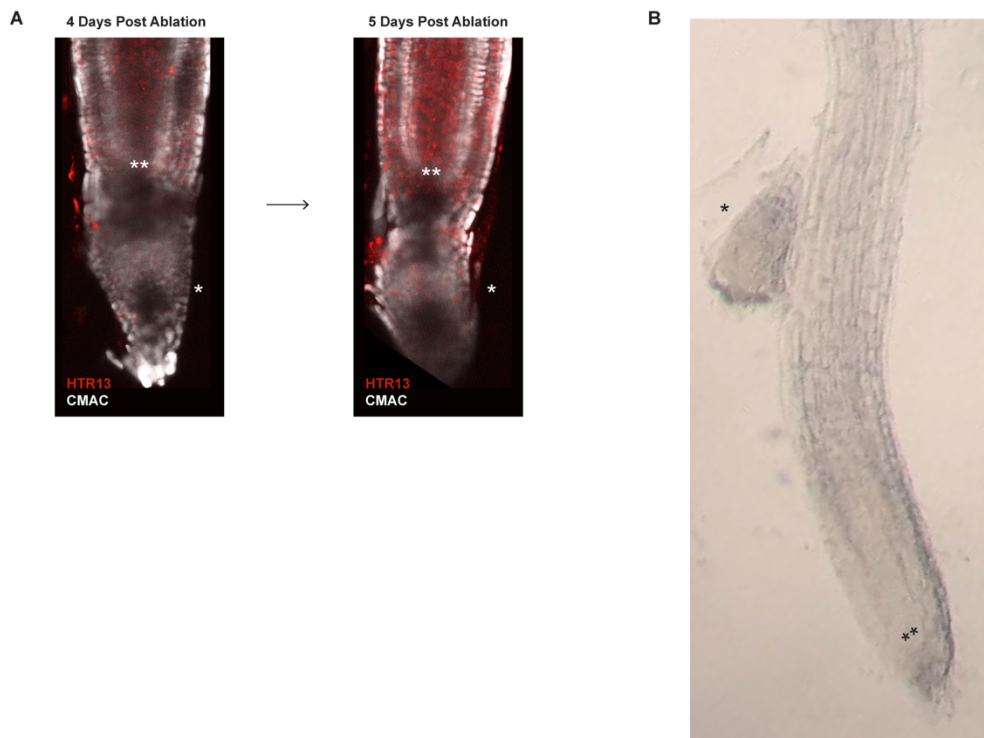 A
4 Days Post Ablation
5 Days Post Ablation
B
**
**
*
*
*
HTR13
CMAC
HTR13
CMAC
**